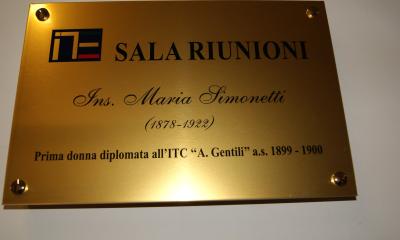 SALA RIUNIONI
Ins. Maria Simonetti
(1878-1922)
Prima donna diplomata all'ITC “A. Gentili” a.s. 1899 - 1900